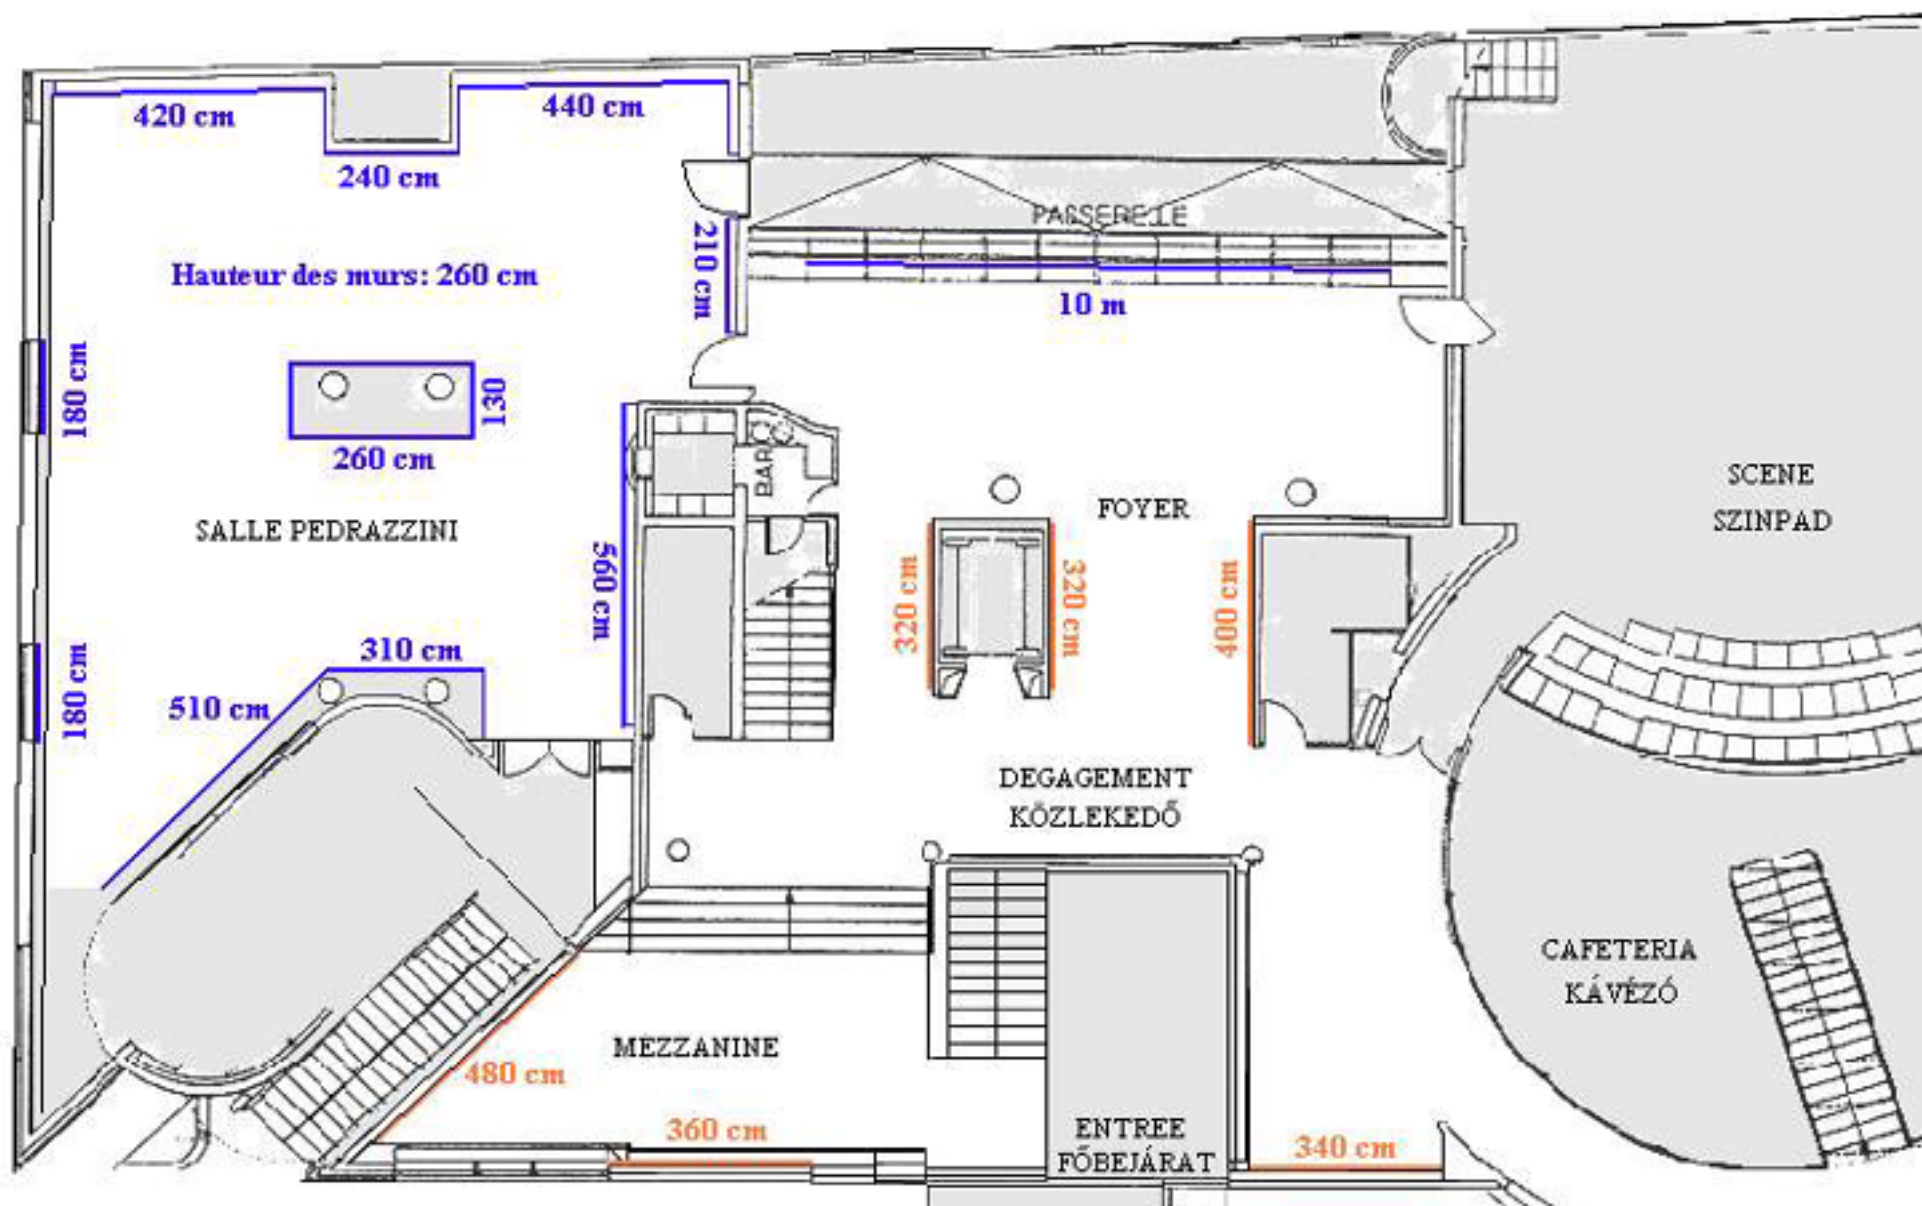 420 cm
440 cm
240 cm
PASSERELLE
210 cm
Hauteur des murs: 260 cm
10 m
180 cm
130
260 cm
BAR
SCENE
SZINPAD
FOYER
SALLE PEDRAZZINI
560 cm
320 cm
320 cm
400 cm
310 cm
180 cm
510 cm
DEGAGEMENT
KÖZLEKEDŐ
CAFETERIA
KÁVÉZÓ
MEZZANINE
480 cm
360 cm
ENTREE
FŐBEJÁRAT
340 cm